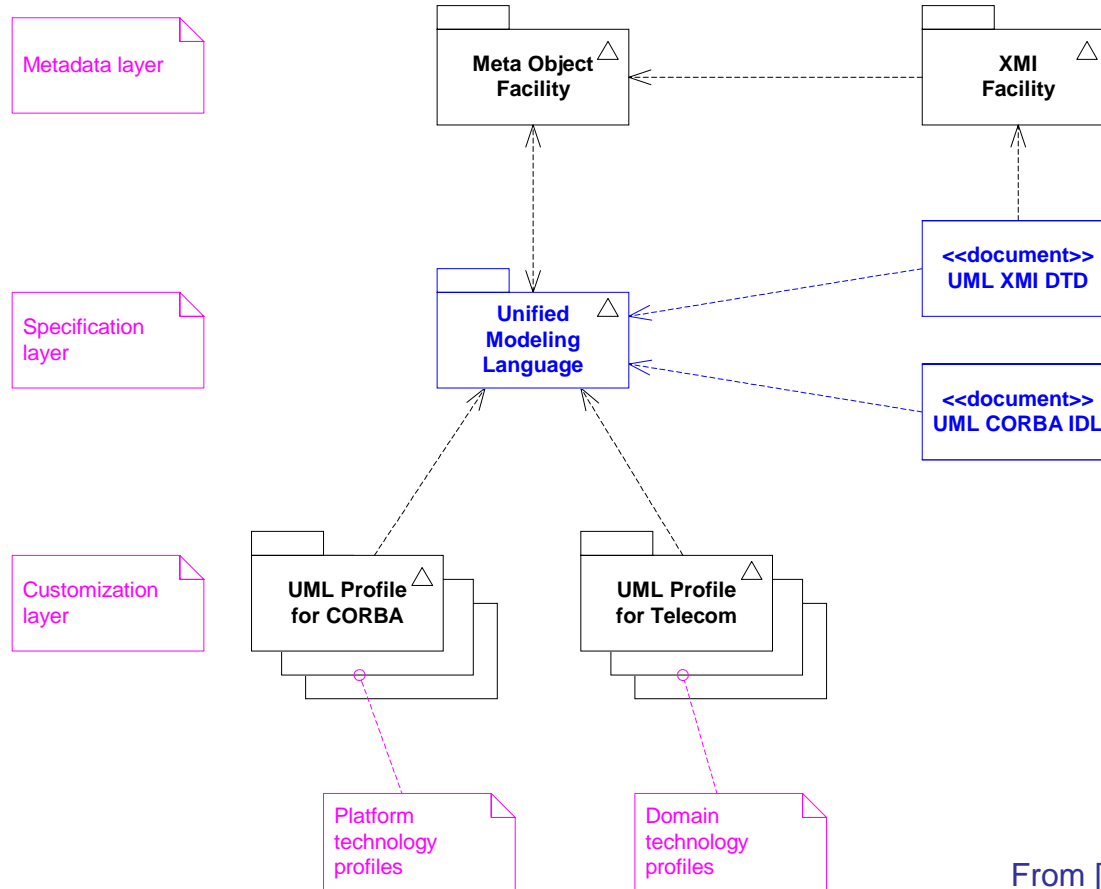 Metadata layer
Meta Object
Facility
XMI
Facility
<<document>>
UML XMI DTD
Specification
layer
Unified
Modeling
Language
<<document>>
UML CORBA IDL
Customization
layer
UML Profile
for CORBA
UML Profile
for Telecom
Platform
technology
profiles
Domain
technology
profiles
From